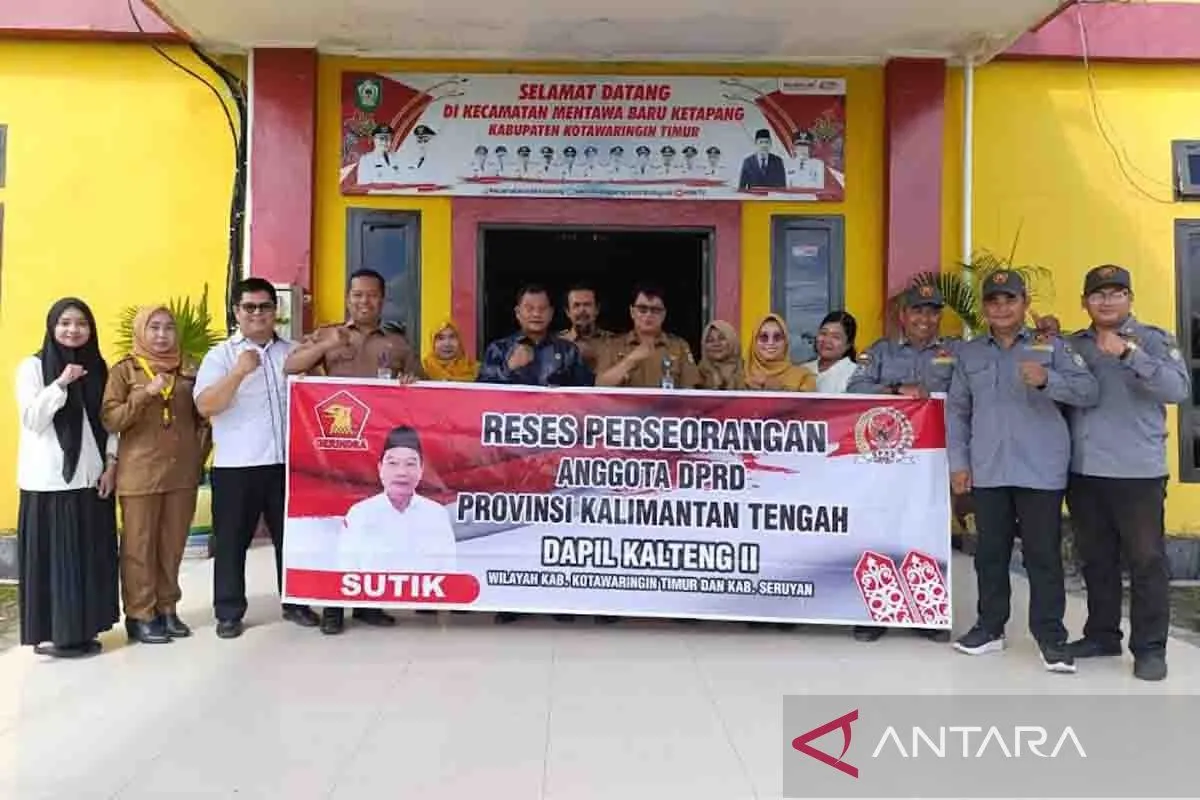 SELAMAT DATANG
DI KECAMATAN MENTAWA BARU KETAPANG
KABUPATEN KOTAWARINGIN TIMUR
GERINDRA
RESES PERSEORANGAN
ANGGOTA DPRD
PROVINSI KALIMANTAN TENGAH
DAPIL KALTENG II
WILAYAH KAB. KOTAWARINGIN TIMUR DAN KAB. SERUYAN
SUTIK
ANTARA